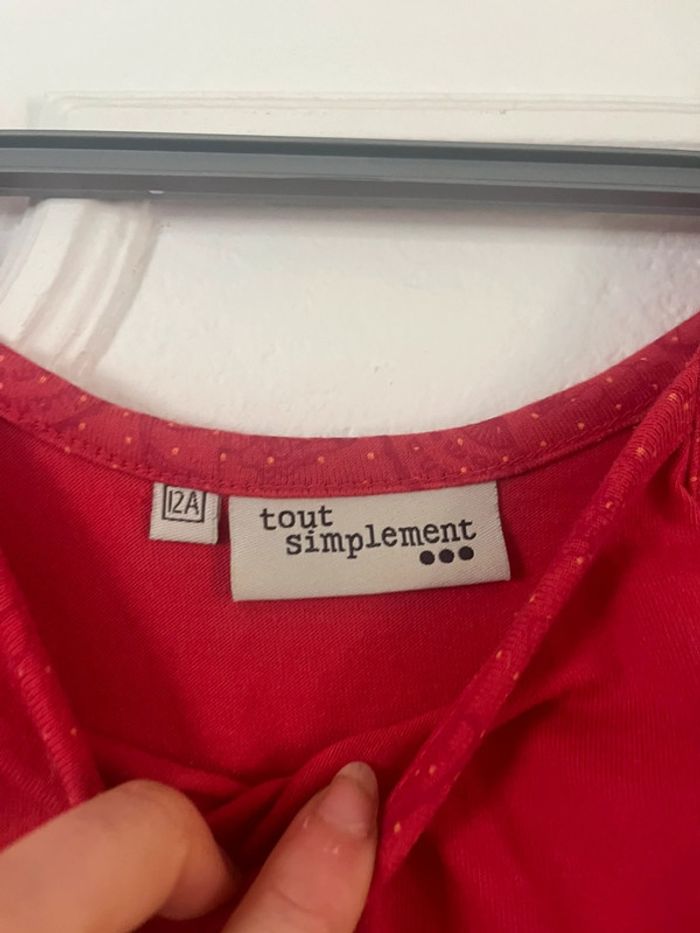 12A
tout
simplement
●●●